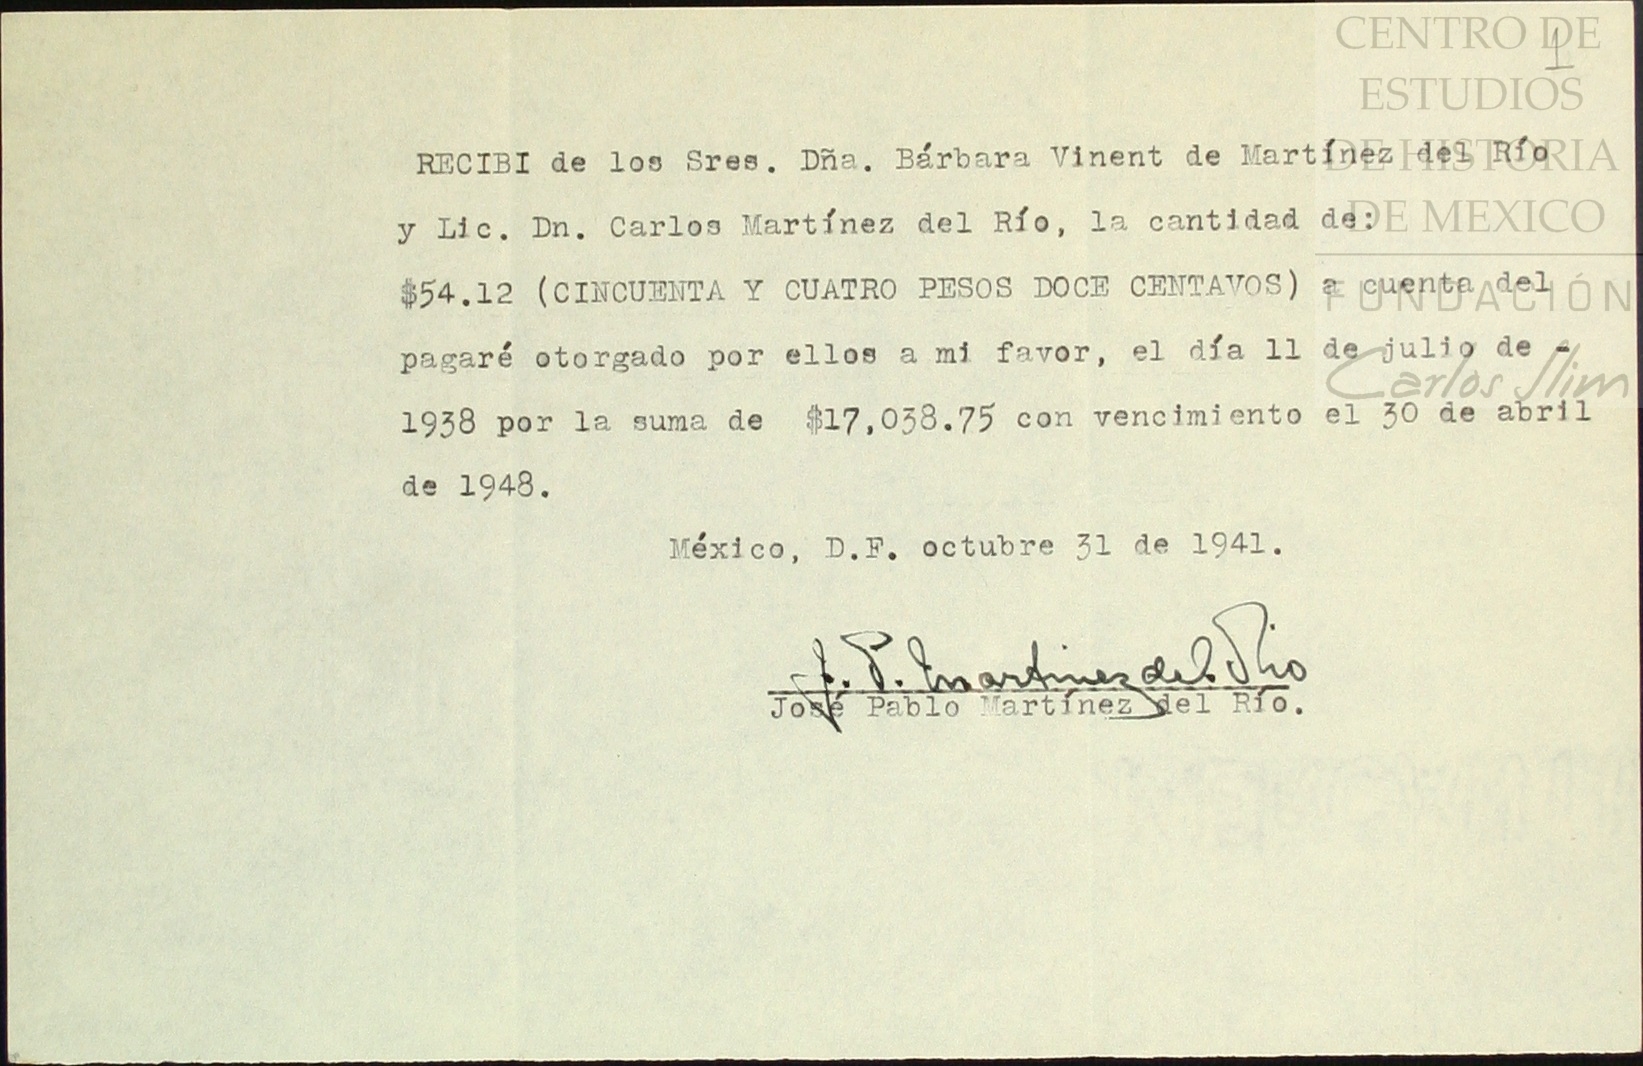 1
CENTRO DE
ESTUDIOS
DE HISTORIA
DE MEXICO
FUNDACIÓN
Carlos Slim
RECIBI de los Sres. Dña. Bárbara Vinent de Martínez del Río
y Lic. Dn. Carlos Martínez del Río, la cantidad de:
$54.12 (CINCUENTA Y CUATRO PESOS DOCE CENTAVOS) a cuenta del
pagaré otorgado por ellos a mi favor, el día 11 de julio de -
1938 por la suma de $17,038.75 con vencimiento el 30 de abril
de 1948.
México, D.F. octubre 31 de 1941.
J. P. Martinez del Rio
José Pablo Martínez del Río.